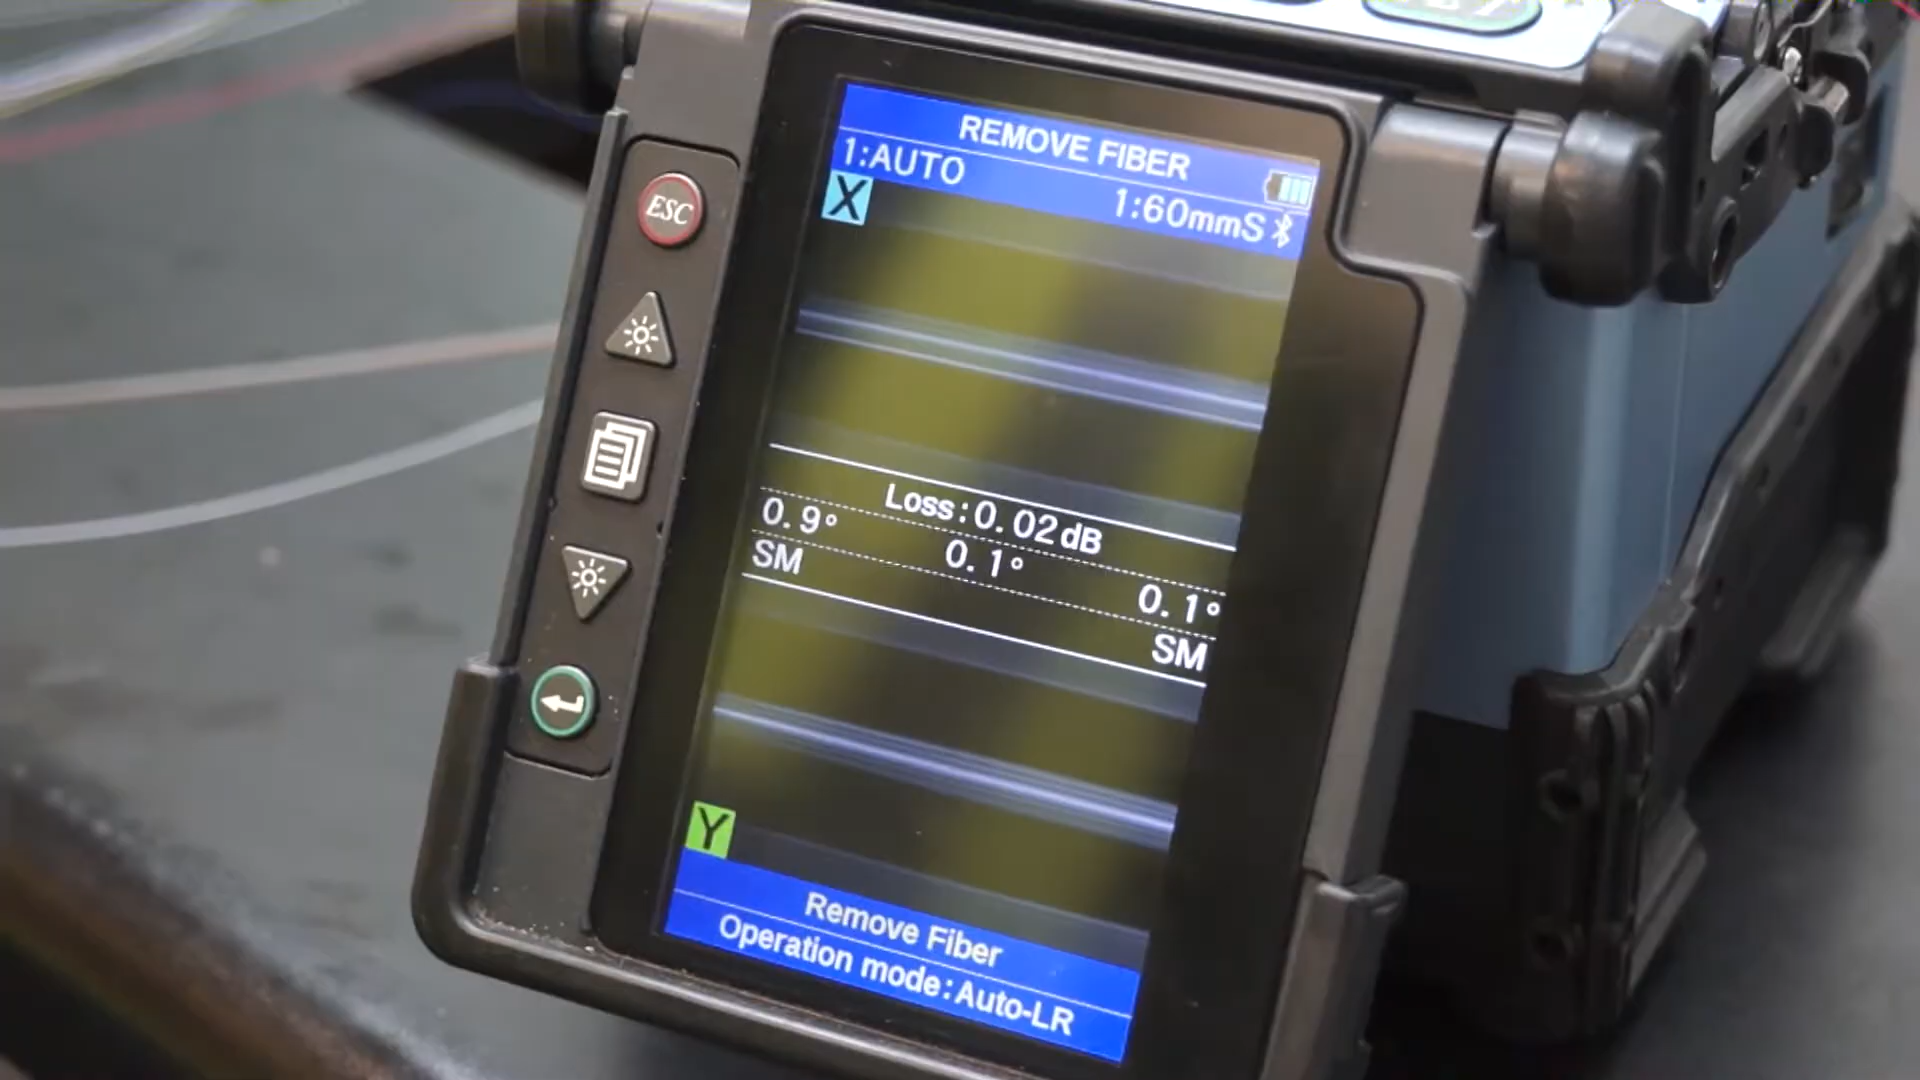 REMOVE FIBER
1:AUTO
1:60mmS
X
ESC
Loss:0.02dB
0.9° 0.1° 0.1°
SM SM
Y
Remove Fiber
Operation mode:Auto-LR